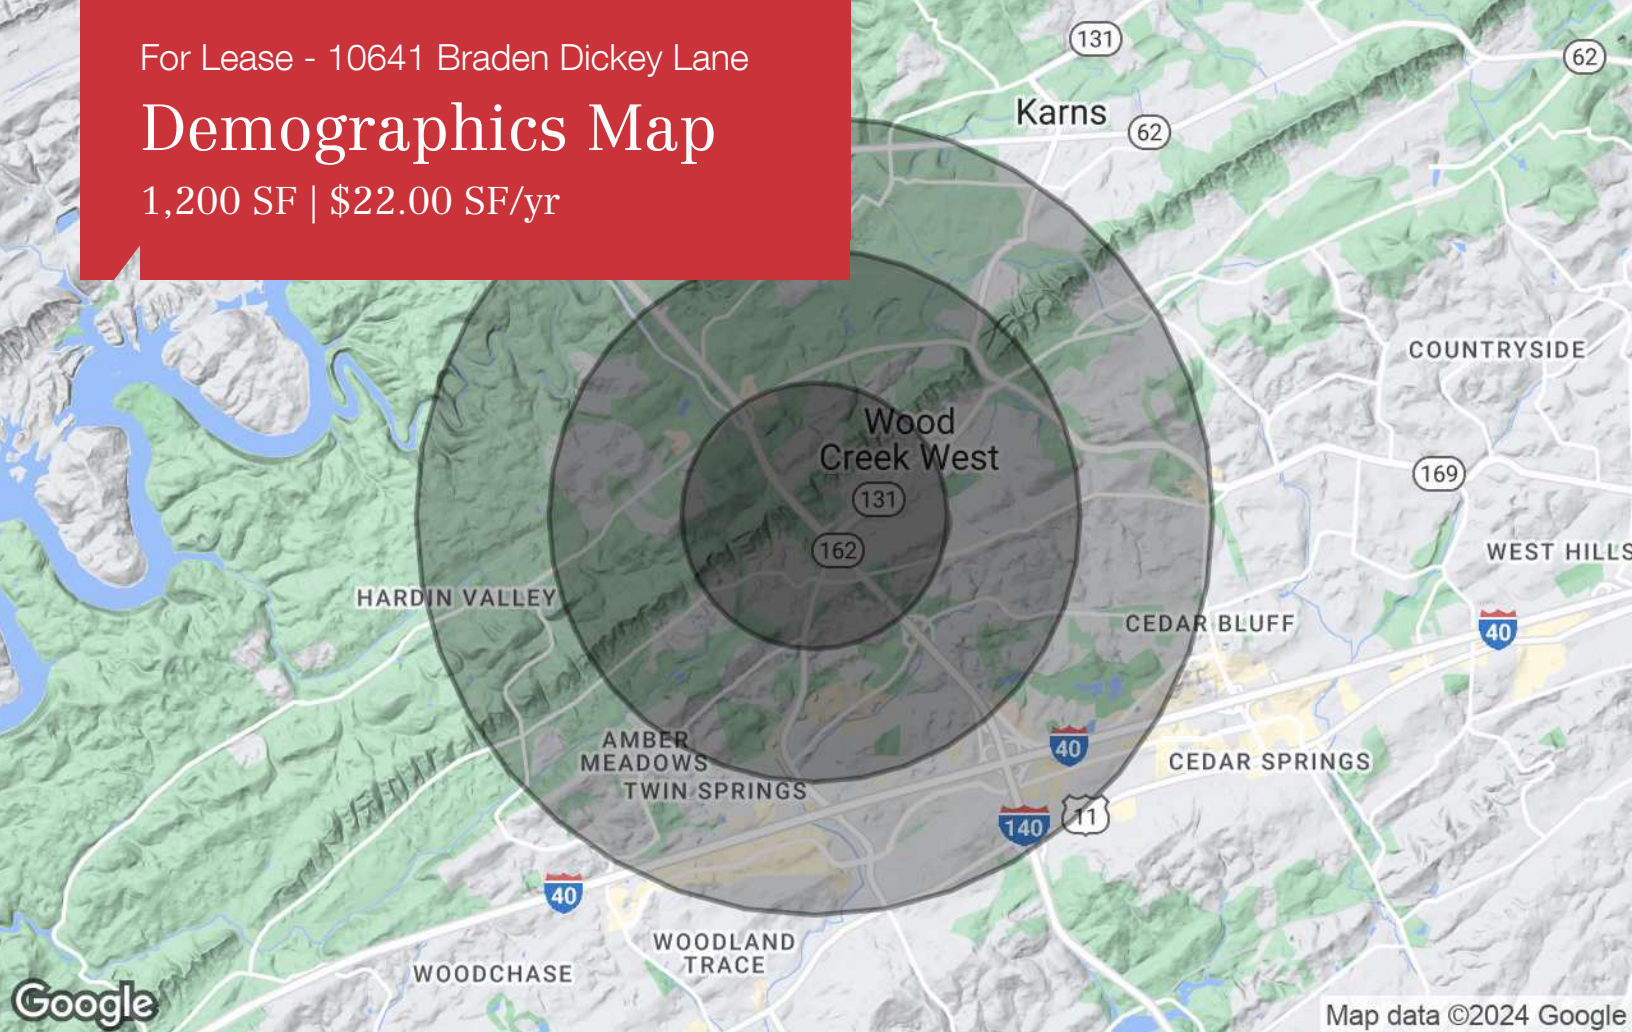 For Lease - 10641 Braden Dickey Lane
Demographics Map
1,200 SF | $22.00 SF/yr
131
62
Karns
62
COUNTRYSIDE
Wood
Creek West
131
169
162
WEST HILLS
HARDIN VALLEY
CEDAR BLUFF
40
AMBER
MEADOWS
40
CEDAR SPRINGS
TWIN SPRINGS
11
140
40
WOODLAND
TRACE
WOODCHASE
Google
Map data ©2024 Google